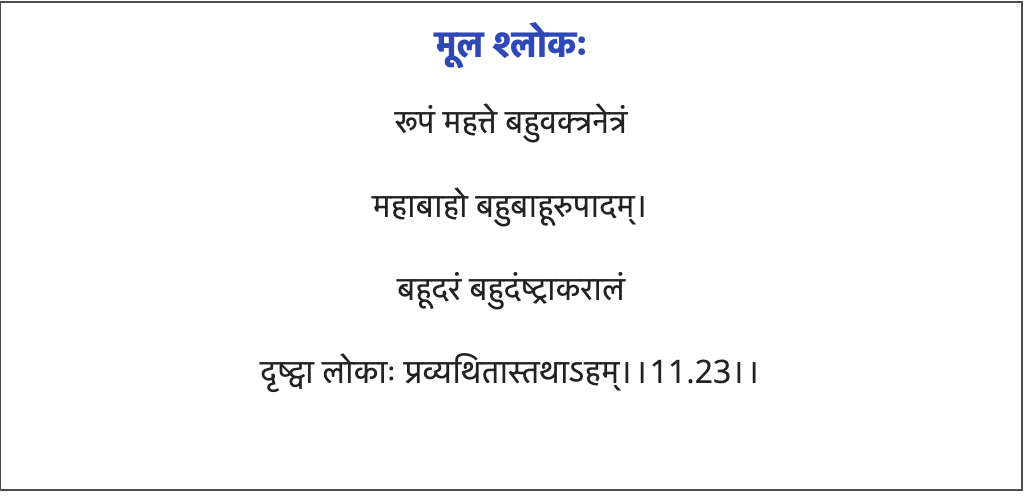 मूल श्लोकः
रूपं महत्ते बहुवक्त्रनेत्रं
महाबाहो बहुबाहूरुपादम्।
बहूदरं बहुदंष्ट्राकरालं
दृष्ट्वा लोकाः प्रव्यथितास्तथाऽहम्।।11.23।।